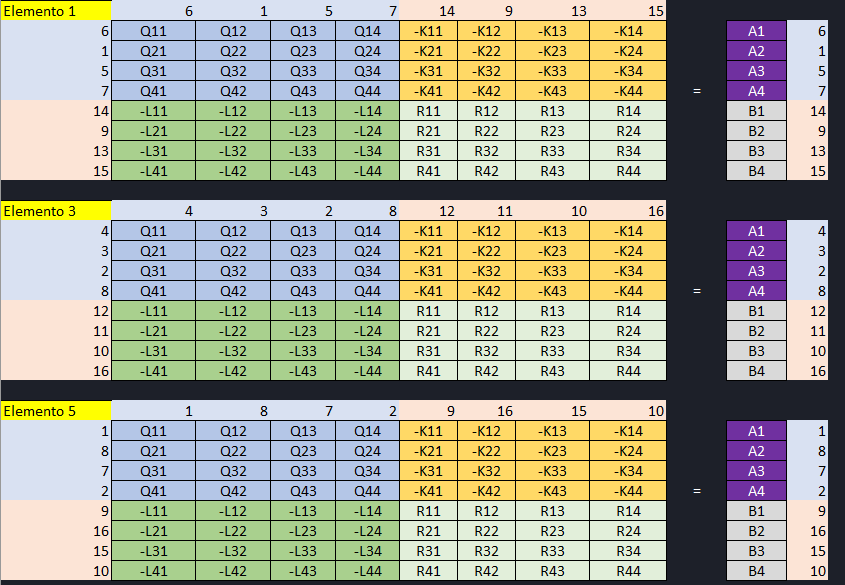 Elemento 1 6 1 5 7 14 9 13 15
6 Q11 Q12 Q13 Q14 -K11 -K12 -K13 -K14 A1 6
1 Q21 Q22 Q23 Q24 -K21 -K22 -K23 -K24 A2 1
5 Q31 Q32 Q33 Q34 -K31 -K32 -K33 -K34 A3 5
7 Q41 Q42 Q43 Q44 -K41 -K42 -K43 -K44 = A4 7
14 -L11 -L12 -L13 -L14 R11 R12 R13 R14 B1 14
9 -L21 -L22 -L23 -L24 R21 R22 R23 R24 B2 9
13 -L31 -L32 -L33 -L34 R31 R32 R33 R34 B3 13
15 -L41 -L42 -L43 -L44 R41 R42 R43 R44 B4 15
Elemento 3 4 3 2 8 12 11 10 16
4 Q11 Q12 Q13 Q14 -K11 -K12 -K13 -K14 A1 4
3 Q21 Q22 Q23 Q24 -K21 -K22 -K23 -K24 A2 3
2 Q31 Q32 Q33 Q34 -K31 -K32 -K33 -K34 A3 2
8 Q41 Q42 Q43 Q44 -K41 -K42 -K43 -K44 = A4 8
12 -L11 -L12 -L13 -L14 R11 R12 R13 R14 B1 12
11 -L21 -L22 -L23 -L24 R21 R22 R23 R24 B2 11
10 -L31 -L32 -L33 -L34 R31 R32 R33 R34 B3 10
16 -L41 -L42 -L43 -L44 R41 R42 R43 R44 B4 16
Elemento 5 1 8 7 2 9 16 15 10
1 Q11 Q12 Q13 Q14 -K11 -K12 -K13 -K14 A1 1
8 Q21 Q22 Q23 Q24 -K21 -K22 -K23 -K24 A2 8
7 Q31 Q32 Q33 Q34 -K31 -K32 -K33 -K34 A3 7
2 Q41 Q42 Q43 Q44 -K41 -K42 -K43 -K44 = A4 2
9 -L11 -L12 -L13 -L14 R11 R12 R13 R14 B1 9
16 -L21 -L22 -L23 -L24 R21 R22 R23 R24 B2 16
15 -L31 -L32 -L33 -L34 R31 R32 R33 R34 B3 15
10 -L41 -L42 -L43 -L44 R41 R42 R43 R44 B4 10